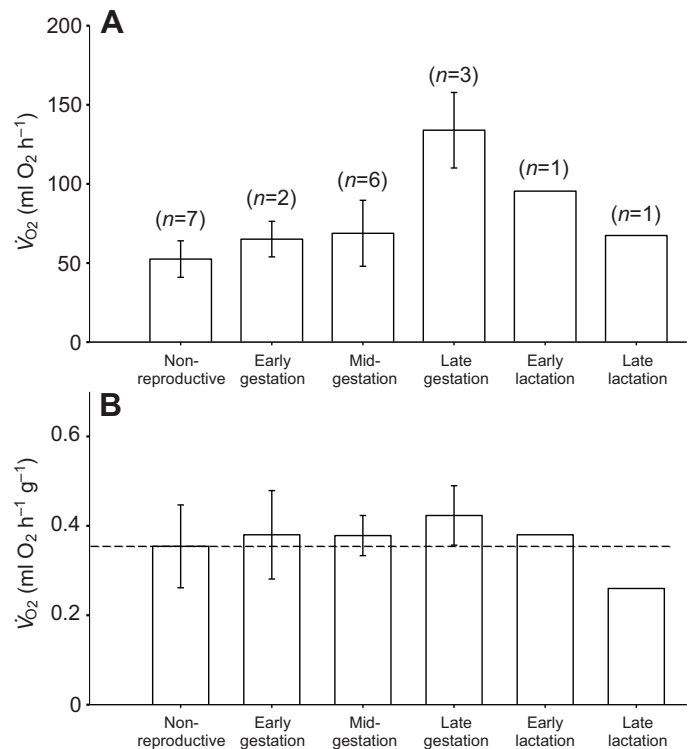 A
200
150
100
50
0
V̇O₂ (ml O₂ h⁻¹)
(n=7)
(n=2)
(n=6)
(n=3)
(n=1)
(n=1)
Non-
reproductive
Early
gestation
Mid-
gestation
Late
gestation
Early
lactation
Late
lactation
B
0.6
0.4
0.2
0
V̇O₂ (ml O₂ h⁻¹ g⁻¹)
Non-
reproductive
Early
gestation
Mid-
gestation
Late
gestation
Early
lactation
Late
lactation